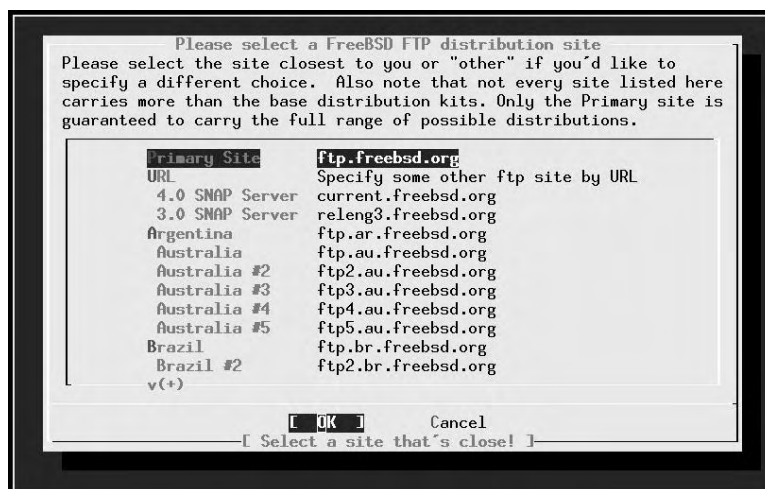 Please select a FreeBSD FTP distribution site
Please select the site closest to you or "other" if you´d like to
specify a different choice.  Also note that not every site listed here
carries more than the base distribution kits. Only the Primary site is
guaranteed to carry the full range of possible distributions.
Primary Site    ftp.freebsd.org
URL    Specify some other ftp site by URL
4.0 SNAP Server    current.freebsd.org
3.0 SNAP Server    releng3.freebsd.org
Argentina    ftp.ar.freebsd.org
Australia    ftp.au.freebsd.org
Australia #2    ftp2.au.freebsd.org
Australia #3    ftp3.au.freebsd.org
Australia #4    ftp4.au.freebsd.org
Australia #5    ftp5.au.freebsd.org
Brazil    ftp.br.freebsd.org
Brazil #2    ftp2.br.freebsd.org
v(+)
[ OK ]    Cancel
[ Select a site that´s close! ]